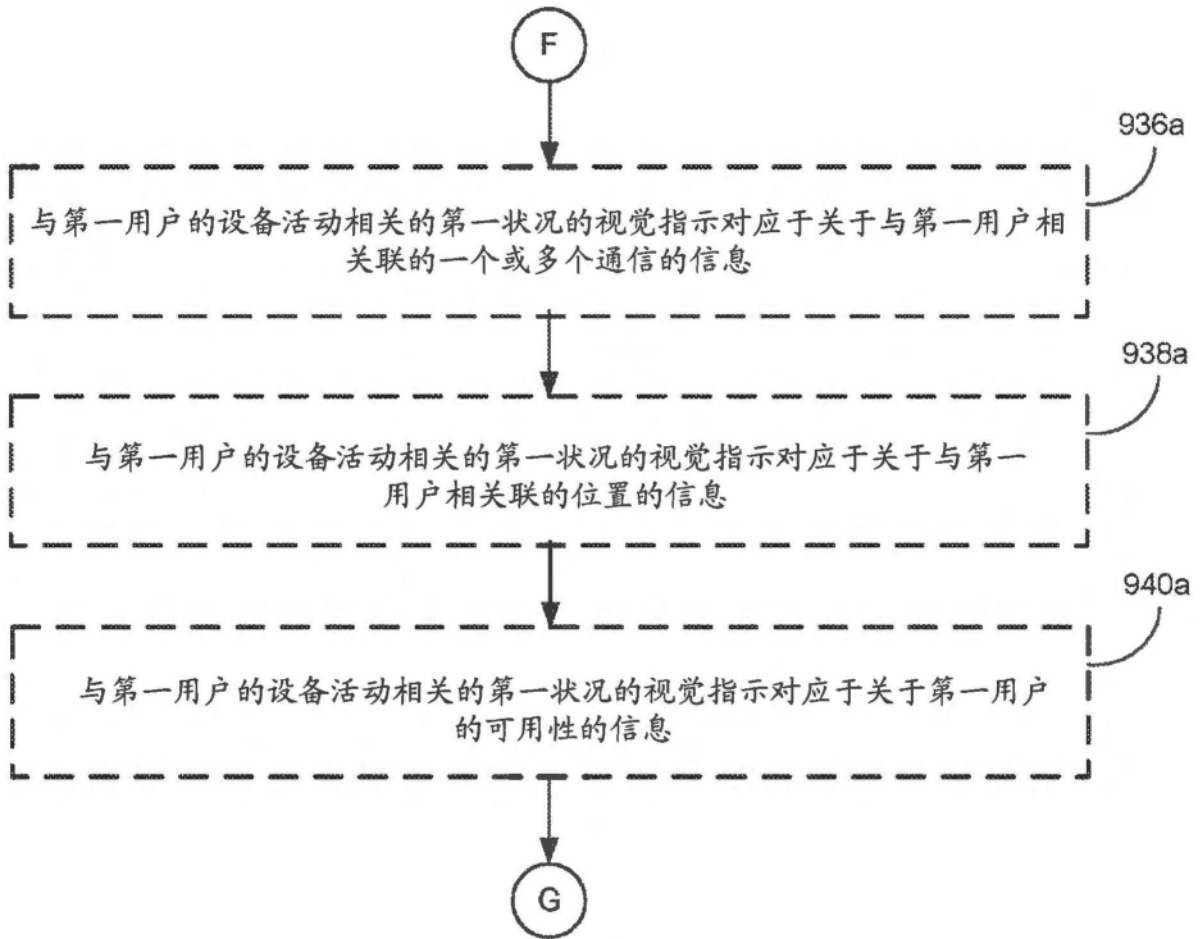 F
936a
与第一用户的设备活动相关的第一状况的视觉指示对应于关于与第一用户相
关联的一个或多个通信的信息
938a
与第一用户的设备活动相关的第一状况的视觉指示对应于关于与第一
用户相关联的位置的信息
940a
与第一用户的设备活动相关的第一状况的视觉指示对应于关于第一用户
的可用性的信息
G